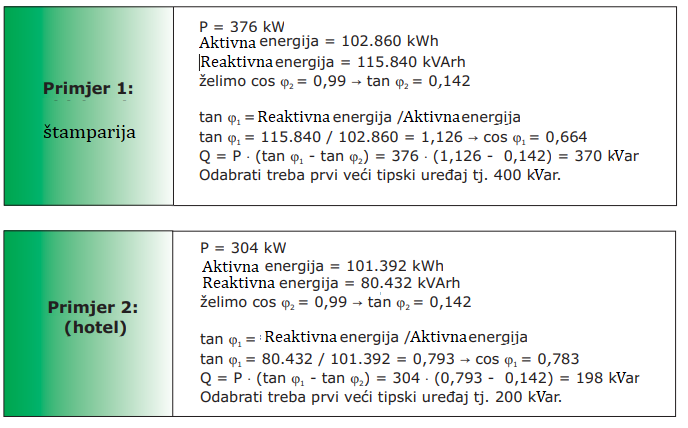 Primjer 1:
štamparija
P = 376 kW
Aktivna energija = 102.860 kWh
Reaktivna energija = 115.840 kVArh
želimo cos φ₂ = 0,99 → tan φ₂ = 0,142
tan φ₁ = Reaktivna energija /Aktivna energija
tan φ₁ = 115.840 / 102.860 = 1,126 → cos φ₁ = 0,664
Q = P · (tan φ₁ - tan φ₂) = 376 · (1,126 - 0,142) = 370 kVar
Odabrati treba prvi veći tipski uređaj tj. 400 kVar.
Primjer 2:
(hotel)
P = 304 kW
Aktivna energija = 101.392 kWh
Reaktivna energija = 80.432 kVArh
želimo cos φ₂ = 0,99 → tan φ₂ = 0,142
tan φ₁ = Reaktivna energija /Aktivna energija
tan φ₁ = 80.432 / 101.392 = 0,793 → cos φ₁ = 0,783
Q = P · (tan φ₁ - tan φ₂) = 304 · (0,793 - 0,142) = 198 kVar
Odabrati treba prvi veći tipski uređaj tj. 200 kVar.